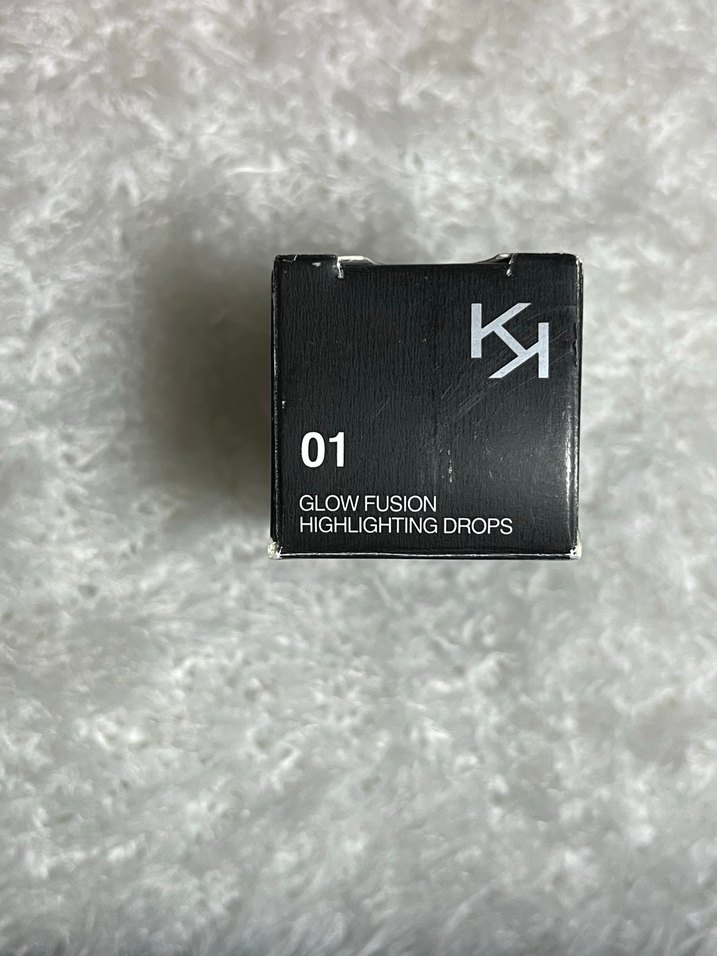 KK
01
GLOW FUSION
HIGHLIGHTING DROPS